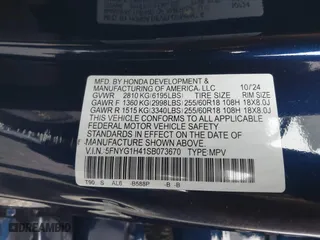 MFD. BY HONDA DEVELOPMENT &
MANUFACTURING OF AMERICA, LLC 10/24
GVWR 2810 KG(6195LBS) TIRE SIZE RIM SIZE
GAWR F 1360 KG(2998LBS) 255/60R18 108H 18X8.0J
GAWR R 1515 KG(3340LBS) 255/60R18 108H 18X8.0J
THIS VEHICLE CONFORMS TO ALL APPLICABLE
FEDERAL MOTOR VEHICLE SAFETY STANDARDS
IN EFFECT ON THE DATE OF MANUFACTURE
SHOWN ABOVE.
V.I.N. 5FNYG1H41SB073670 TYPE:MPV
DREAMBID